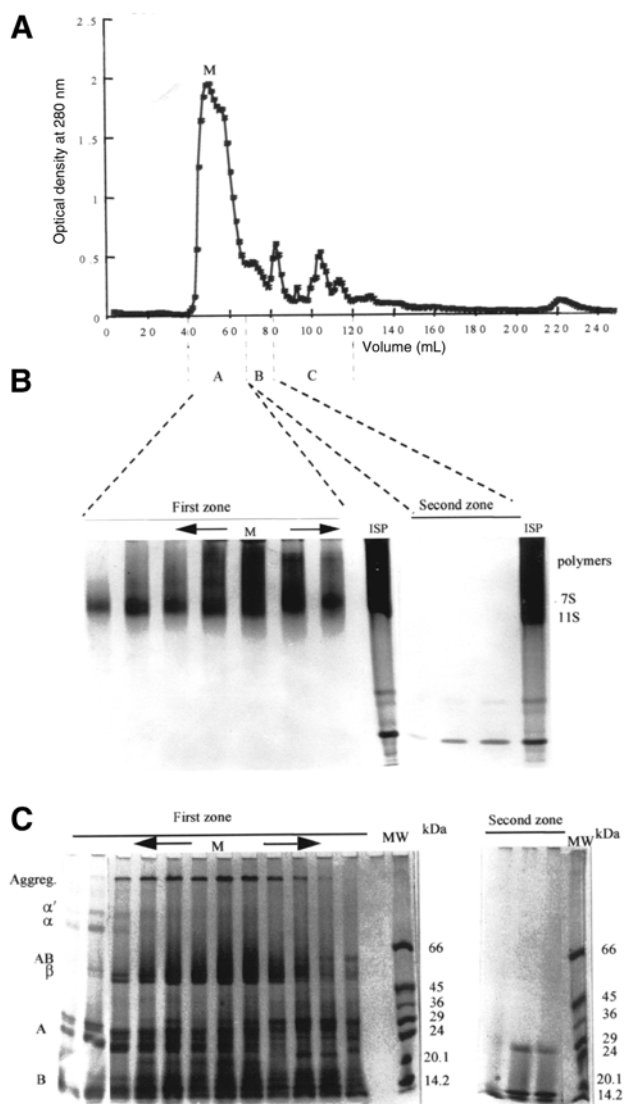 A
M
2.5
2
1.5
1
0.5
0
Optical density at 280 nm
0 20 40 60 80 100 120 140 160 180 200 220 240
Volume (mL)
A B C
B
First zone
M
ISP
Second zone
ISP
polymers
7S
11S
C
First zone
M
MW
kDa
Aggreg.
α'
α
AB
β
A
B
66
45
36
29
24
20.1
14.2
Second zone
MW
kDa
66
45
36
29
24
20.1
14.2